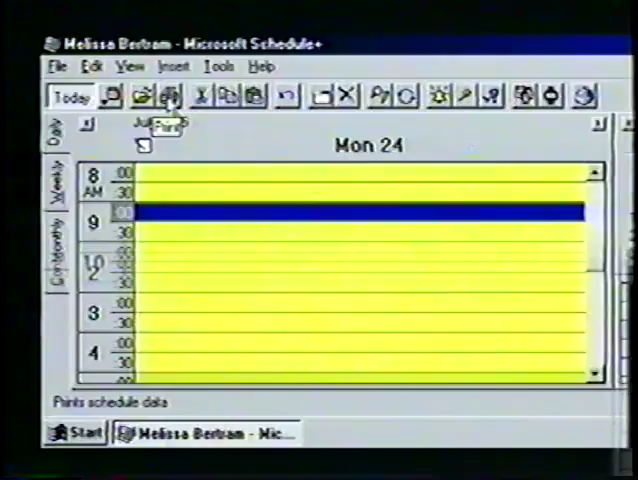 Melissa Bertram - Microsoft Schedule+
File Edit View Insert Tools Help
Today
Print
Mon 24
Daily
Weekly
Monthly
8 :00
AM :30
9 :00
:30
:30
3 :00
:30
4 :00
:30
:00
Prints schedule data
Start Melissa Bertram - Mic...